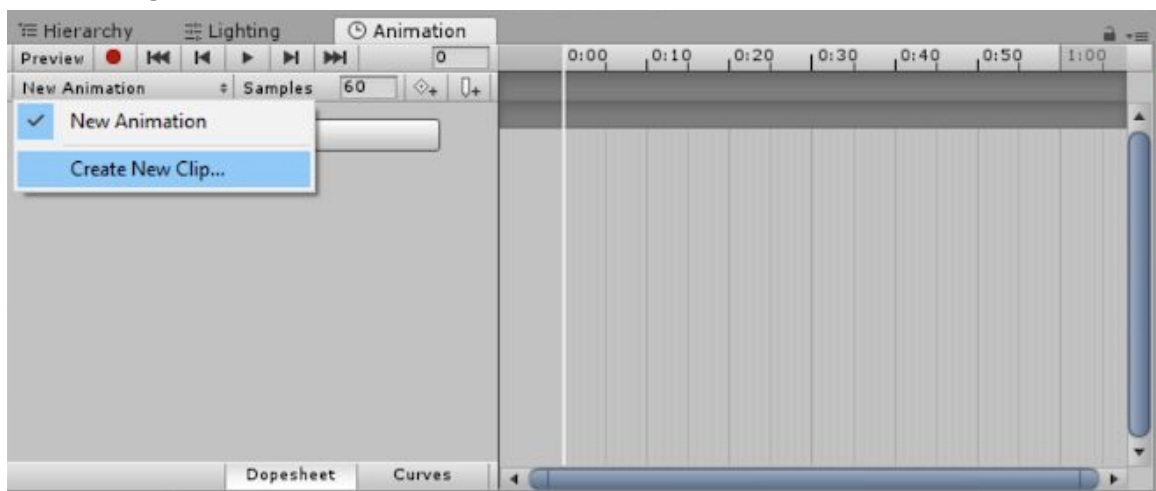 Hierarchy Lighting Animation
Preview 0 0:00 0:10 0:20 0:30 0:40 0:50 1:00
New Animation Samples 60
New Animation
Create New Clip...
Dopesheet Curves